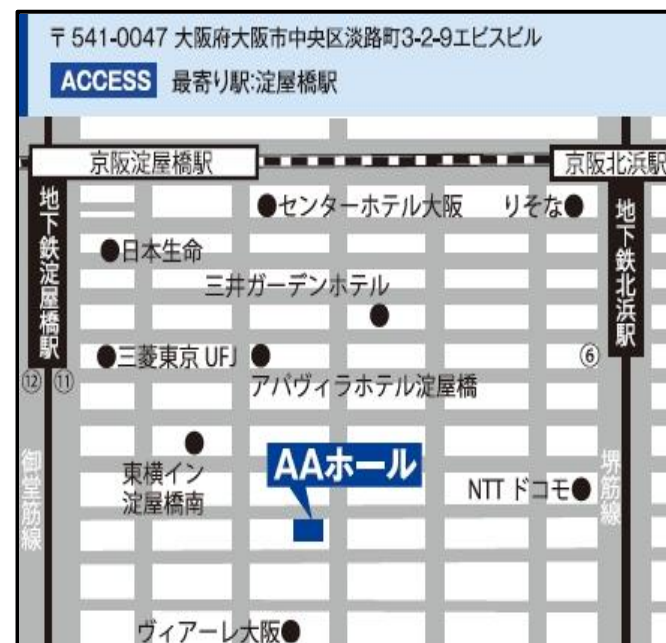 〒541-0047 大阪府大阪市中央区淡路町3-2-9エビスビル
ACCESS 最寄り駅:淀屋橋駅
京阪淀屋橋駅
京阪北浜駅
地下鉄淀屋橋駅
センターホテル大阪
りそな
地下鉄北浜駅
日本生命
三井ガーデンホテル
三菱東京 UFJ
⑥
⑫
⑪
アパヴィラホテル淀屋橋
御堂筋線
東横イン
淀屋橋南
AAホール
NTT ドコモ
堺筋線
ヴィアーレ大阪